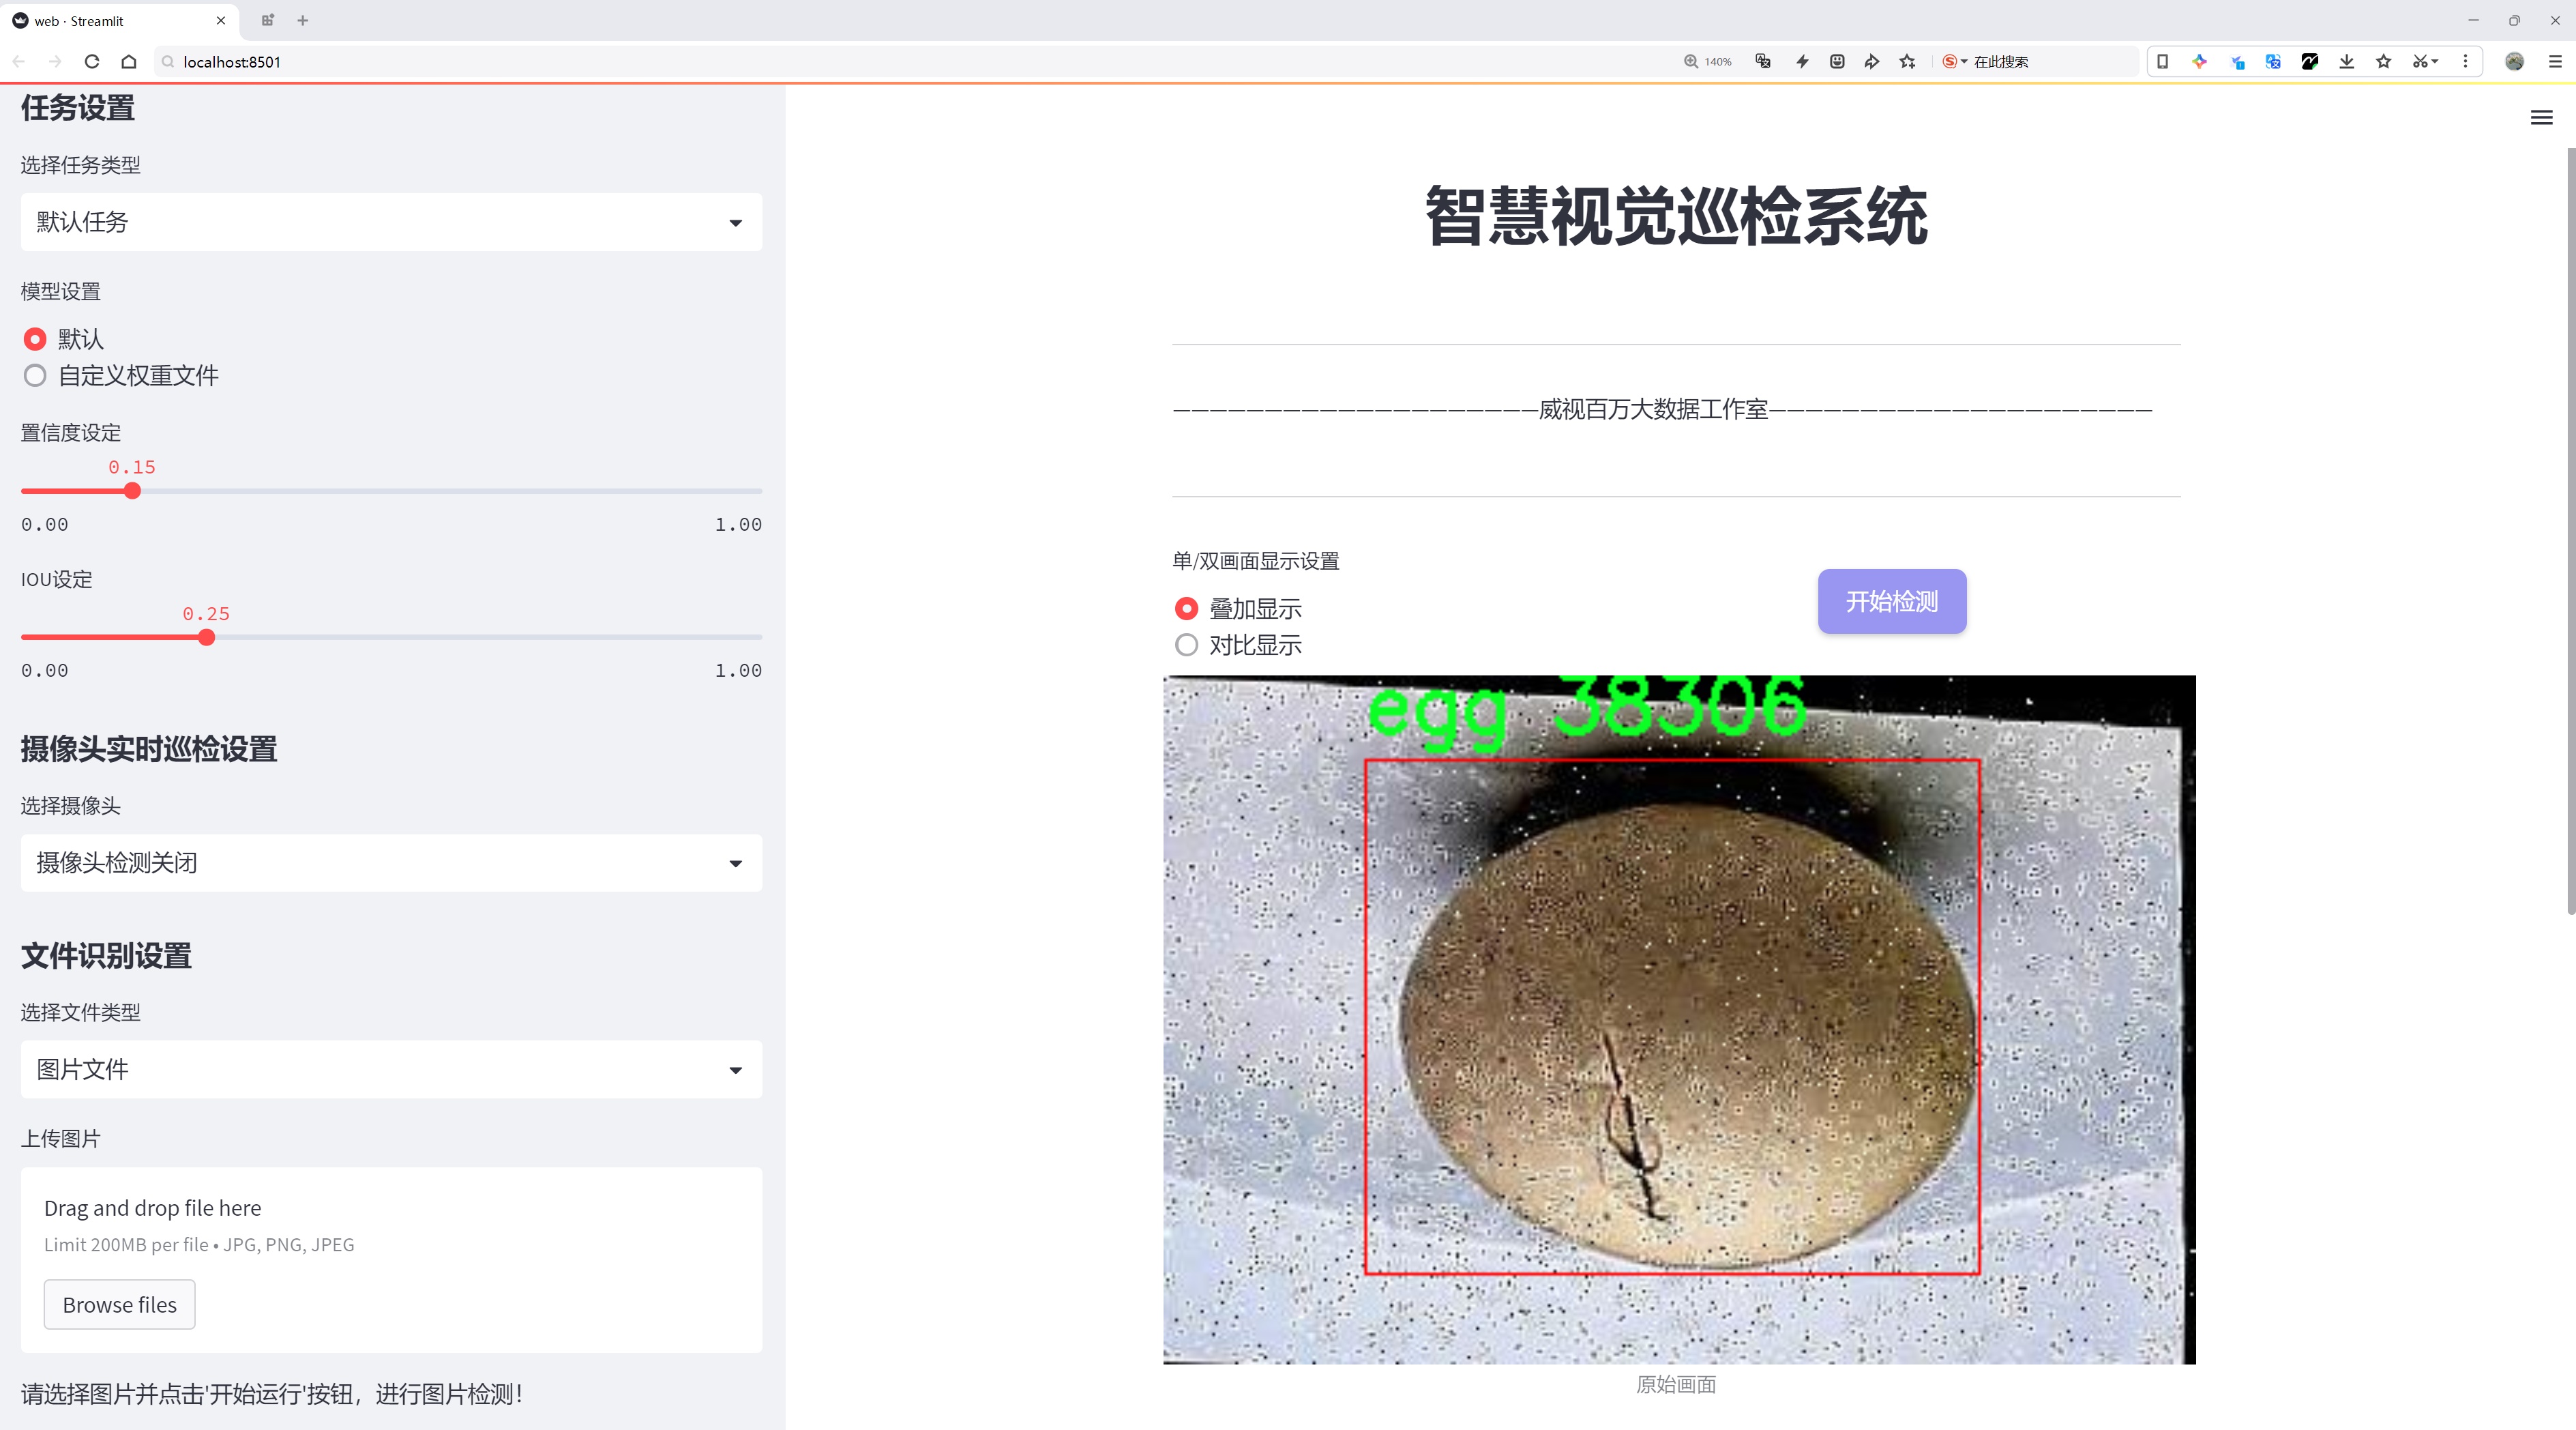 web · Streamlit
localhost:8501
140%
在此搜索
任务设置
选择任务类型
默认任务
模型设置
默认
自定义权重文件
置信度设定
0.15
0.00
1.00
IOU设定
0.25
0.00
1.00
摄像头实时巡检设置
选择摄像头
摄像头检测关闭
文件识别设置
选择文件类型
图片文件
上传图片
Drag and drop file here
Limit 200MB per file • JPG, PNG, JPEG
Browse files
请选择图片并点击'开始运行'按钮，进行图片检测！
智慧视觉巡检系统
————————————————————威视百万大数据工作室—————————————————————
单/双画面显示设置
叠加显示
对比显示
开始检测
egg 38306
原始画面